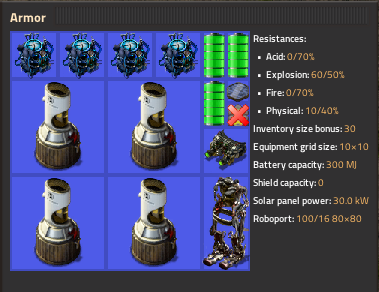 Armor
Resistances:
▪ Acid: 0/70%
▪ Explosion: 60/50%
▪ Fire: 0/70%
▪ Physical: 10/40%
Inventory size bonus: 30
Equipment grid size: 10×10
Battery capacity: 300 MJ
Shield capacity: 0
Solar panel power: 30.0 kW
Roboport: 100/16 80×80